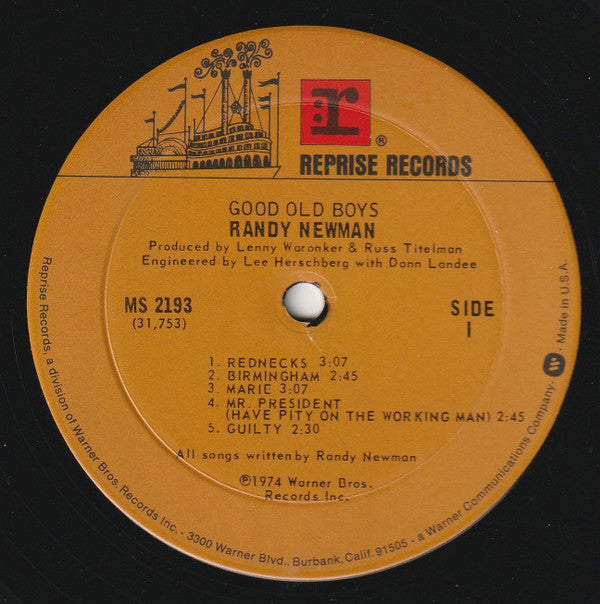 r®
REPRISE RECORDS
GOOD OLD BOYS
RANDY NEWMAN
Produced by Lenny Waronker & Russ Titelman
Engineered by Lee Herschberg with Donn Landee
MS 2193
(31,753)
SIDE
1
1. REDNECKS 3:07
2. BIRMINGHAM 2:45
3. MARIE 3:07
4. MR. PRESIDENT
(HAVE PITY ON THE WORKING MAN) 2:45
5. GUILTY 2:30
All songs written by Randy Newman
℗1974 Warner Bros.
Records Inc.
Reprise Records, a division of Warner Bros. Records Inc. • 3300 Warner Blvd., Burbank, Calif. 91505 • a Warner Communications Company. W • Made in U.S.A.